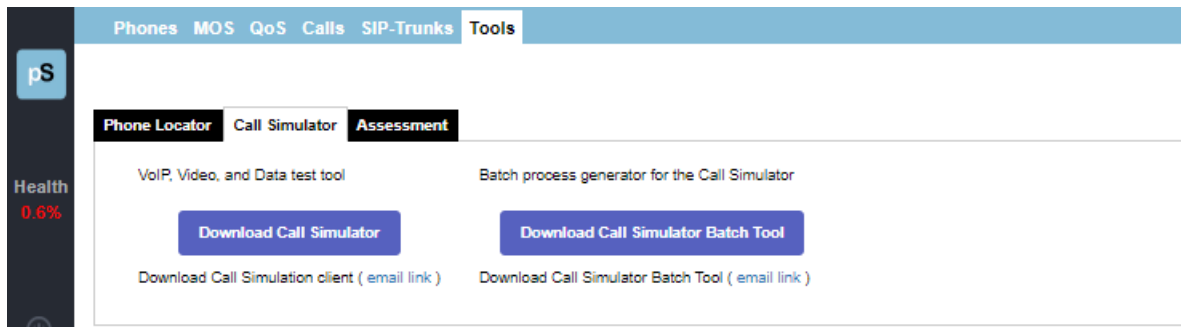 Phones MOS QoS Calls SIP-Trunks Tools
pS
Phone Locator Call Simulator Assessment
VoIP, Video, and Data test tool Batch process generator for the Call Simulator
Health
0.6%
Download Call Simulator Download Call Simulator Batch Tool
Download Call Simulation client ( email link ) Download Call Simulator Batch Tool ( email link )